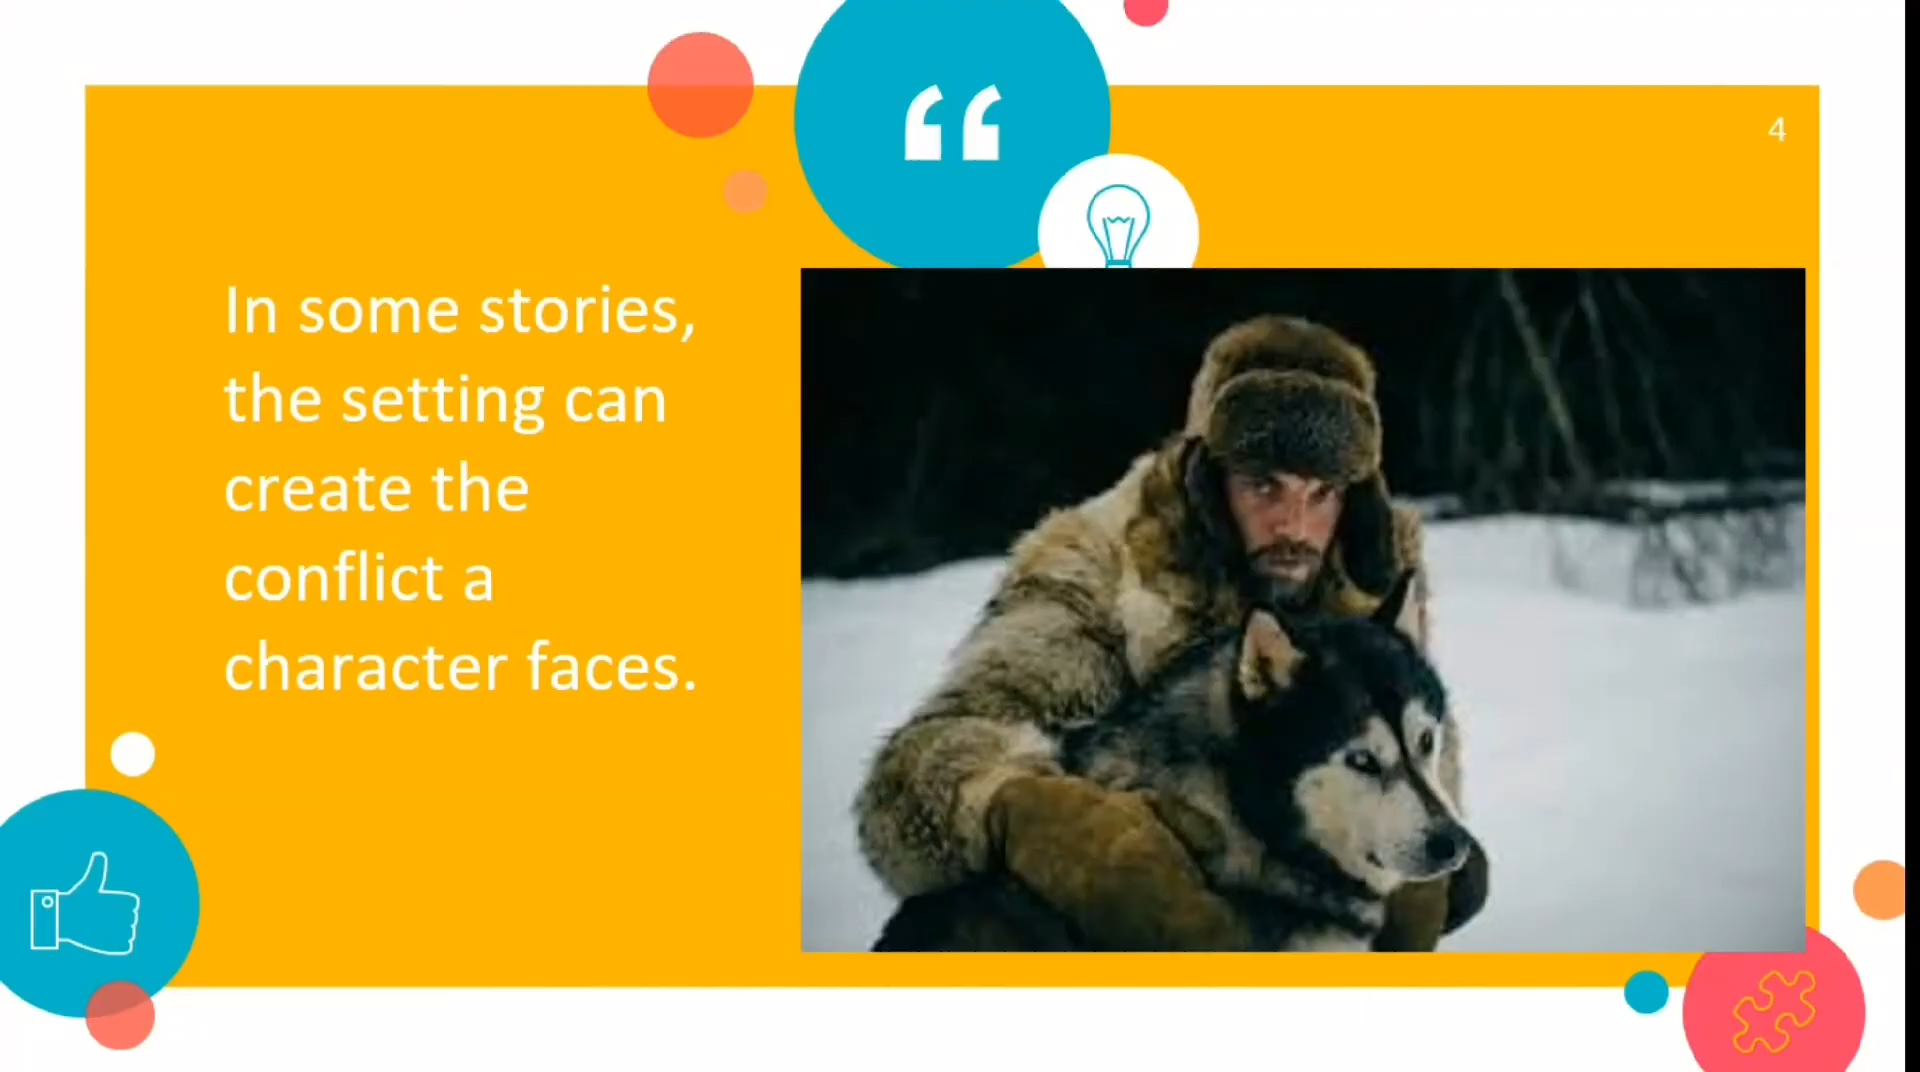 “
4
In some stories,
the setting can
create the
conflict a
character faces.